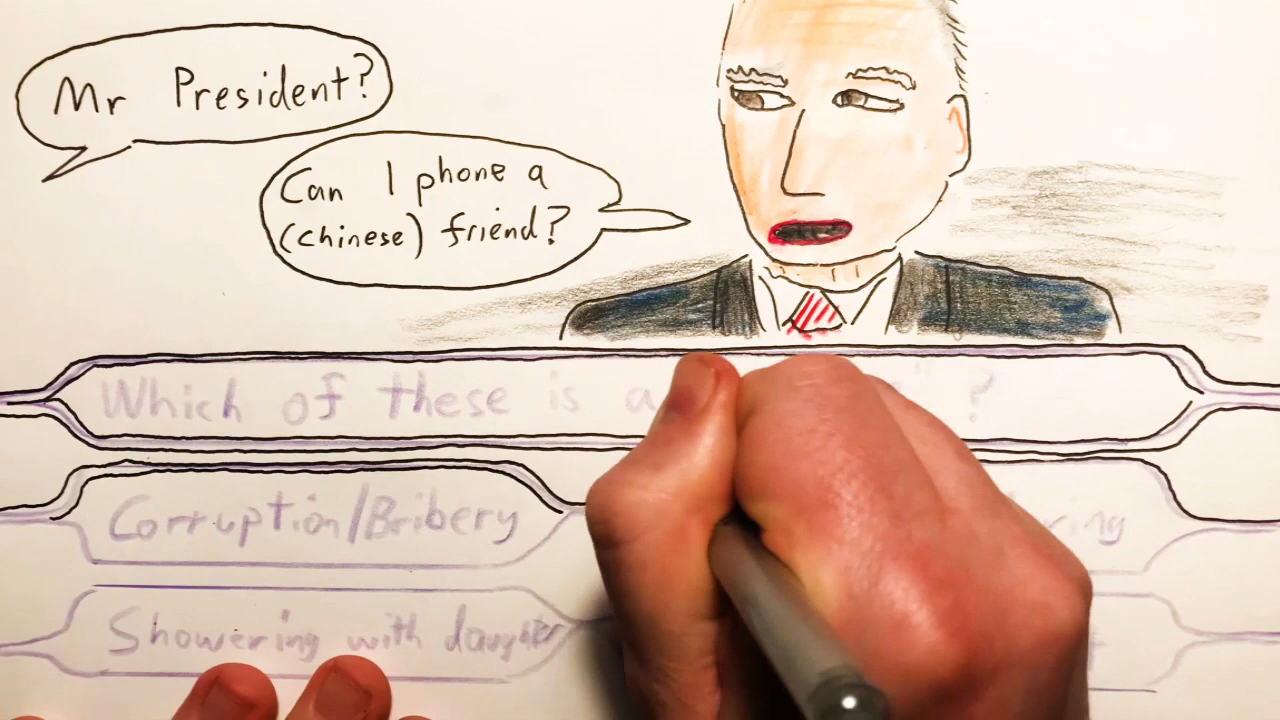 Mr President?
Can I phone a
(chinese) friend?
Which of these is a ?
Corruption/Bribery
Showering with daughter